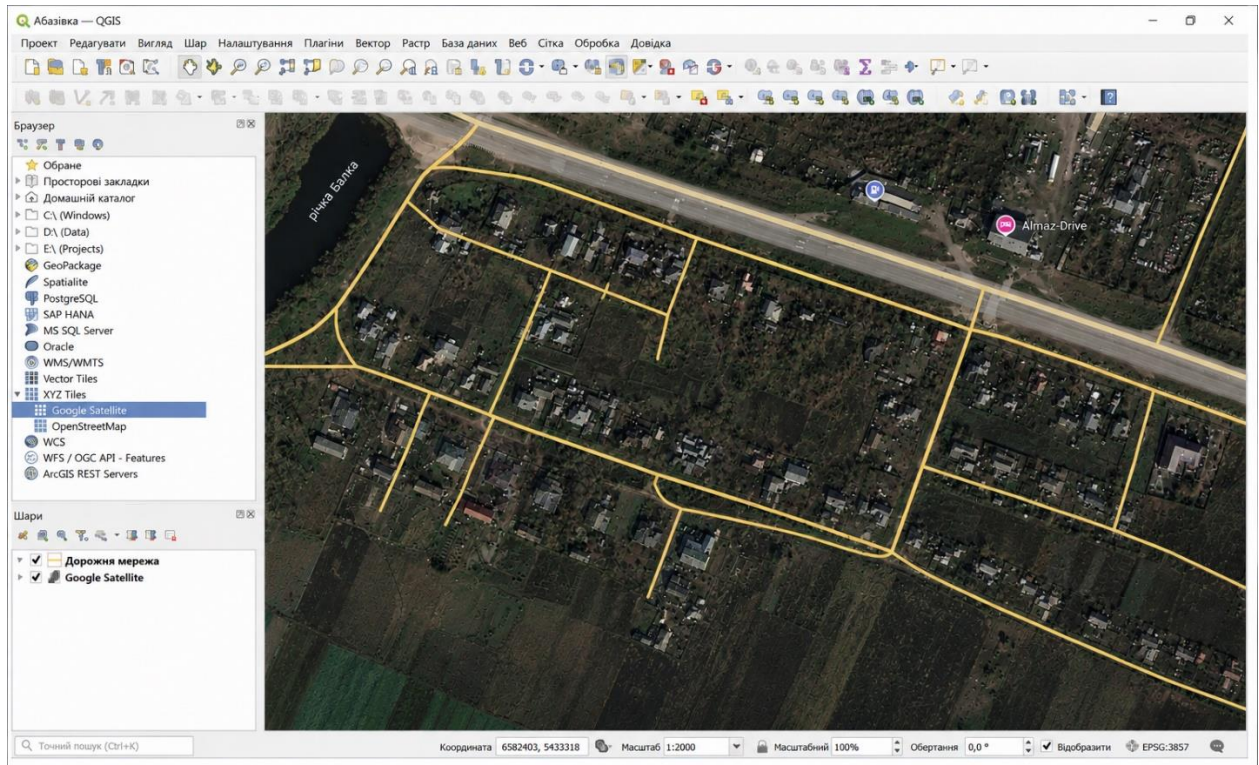 Абазівка — QGIS
Проект Редагувати Вигляд Шар Налаштування Плагіни Вектор Растр База даних Веб Сітка Обробка Довідка
Браузер
Обране
Просторові закладки
Домашній каталог
C:\ (Windows)
D:\ (Data)
E:\ (Projects)
GeoPackage
Spatialite
PostgreSQL
SAP HANA
MS SQL Server
Oracle
WMS/WMTS
Vector Tiles
XYZ Tiles
Google Satellite
OpenStreetMap
WCS
WFS / OGC API - Features
ArcGIS REST Servers
Шари
Дорожня мережа
Google Satellite
річка Балка
Almaz-Drive
Точний пошук (Ctrl+K)
Координата 6582403, 5433318 Масштаб 1:2000 Масштабний 100% Обертання 0,0 ° Відобразити EPSG:3857